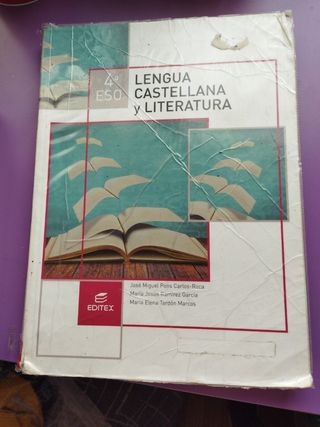 4º
ESO
LENGUA
CASTELLANA
y LITERATURA
José Miguel Pons Carlos-Roca
María Jesús Ramírez García
María Elena Tardón Marcos
EDITEX